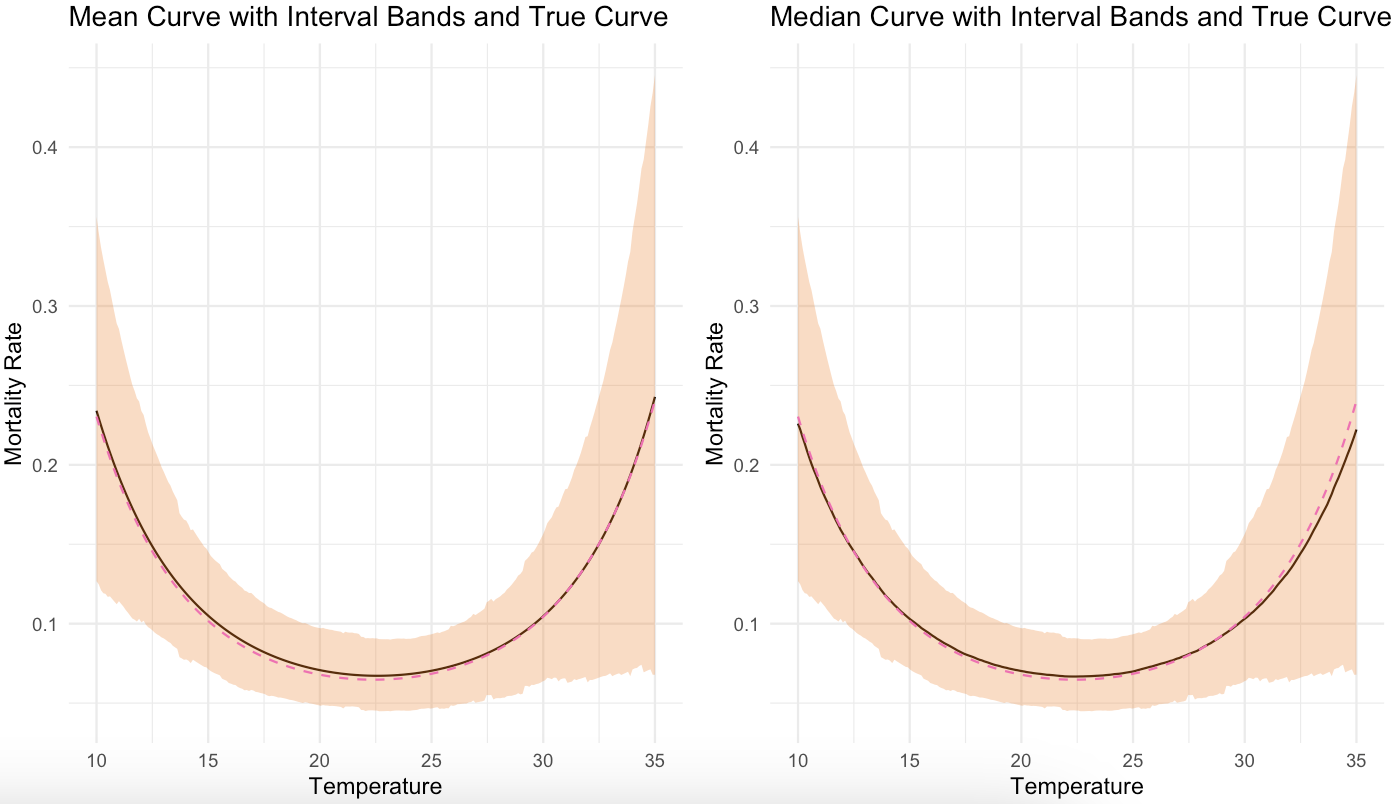 Mean Curve with Interval Bands and True Curve
Mortality Rate
0.4
0.3
0.2
0.1
10 15 20 25 30 35
Temperature
Median Curve with Interval Bands and True Curve
Mortality Rate
0.4
0.3
0.2
0.1
10 15 20 25 30 35
Temperature